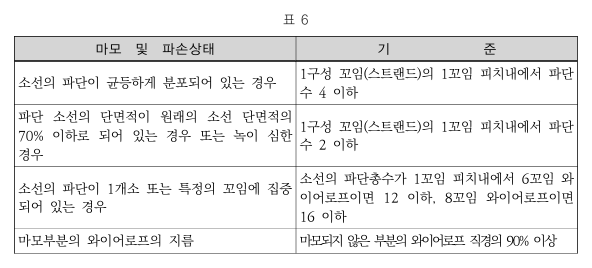 표 6
마모 및 파손상태
기 준
소선의 파단이 균등하게 분포되어 있는 경우
1구성 꼬임(스트랜드)의 1꼬임 피치내에서 파단
수 4 이하
파단 소선의 단면적이 원래의 소선 단면적의
70% 이하로 되어 있는 경우 또는 녹이 심한
경우
1구성 꼬임(스트랜드)의 1꼬임 피치내에서 파단
수 2 이하
소선의 파단이 1개소 또는 특정의 꼬임에 집중
되어 있는 경우
소선의 파단총수가 1꼬임 피치내에서 6꼬임 와
이어로프이면 12 이하, 8꼬임 와이어로프이면
16 이하
마모부분의 와이어로프의 지름
마모되지 않은 부분의 와이어로프 직경의 90% 이상